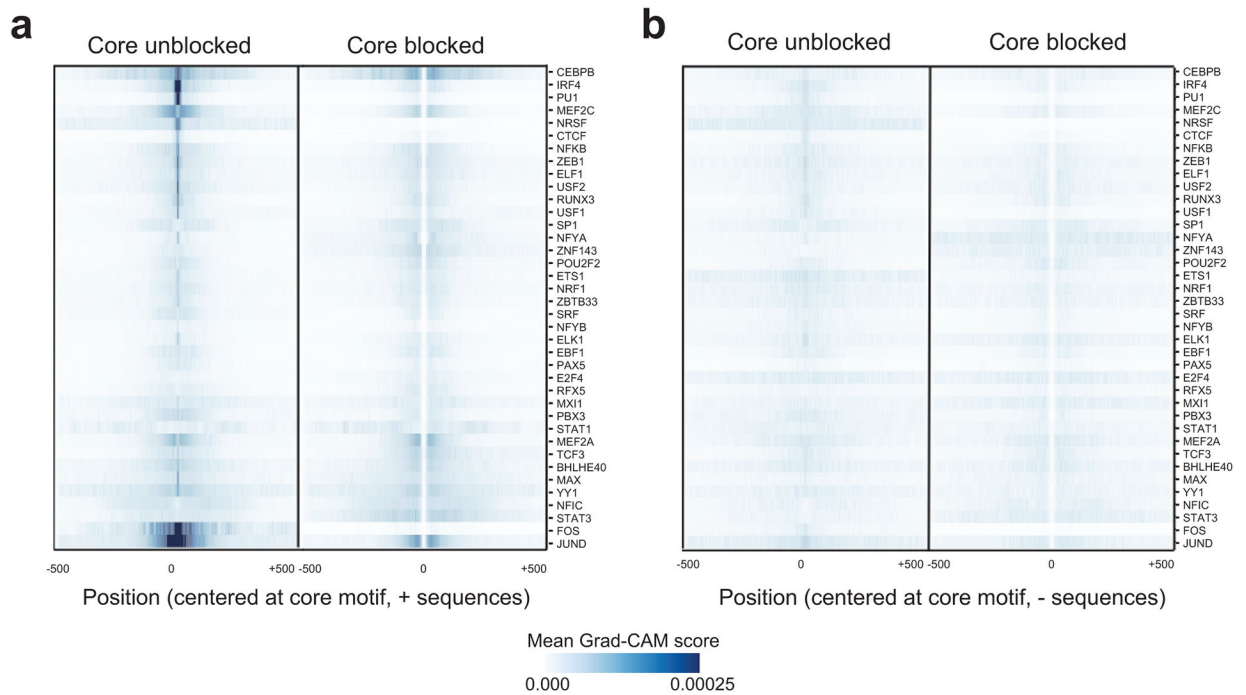 a
Core unblocked
Core blocked
CEBPB
IRF4
PU1
MEF2C
NRSF
CTCF
NFKB
ZEB1
ELF1
USF2
RUNX3
USF1
SP1
NFYA
ZNF143
POU2F2
ETS1
NRF1
ZBTB33
SRF
NFYB
ELK1
EBF1
PAX5
E2F4
RFX5
MXI1
PBX3
STAT1
MEF2A
TCF3
BHLHE40
MAX
YY1
NFIC
STAT3
FOS
JUND
-500 0 +500 -500 0 +500
Position (centered at core motif, + sequences)
b
Core unblocked
Core blocked
CEBPB
IRF4
PU1
MEF2C
NRSF
CTCF
NFKB
ZEB1
ELF1
USF2
RUNX3
USF1
SP1
NFYA
ZNF143
POU2F2
ETS1
NRF1
ZBTB33
SRF
NFYB
ELK1
EBF1
PAX5
E2F4
RFX5
MXI1
PBX3
STAT1
MEF2A
TCF3
BHLHE40
MAX
YY1
NFIC
STAT3
FOS
JUND
-500 0 +500 -500 0 +500
Position (centered at core motif, - sequences)
Mean Grad-CAM score
0.000 0.00025